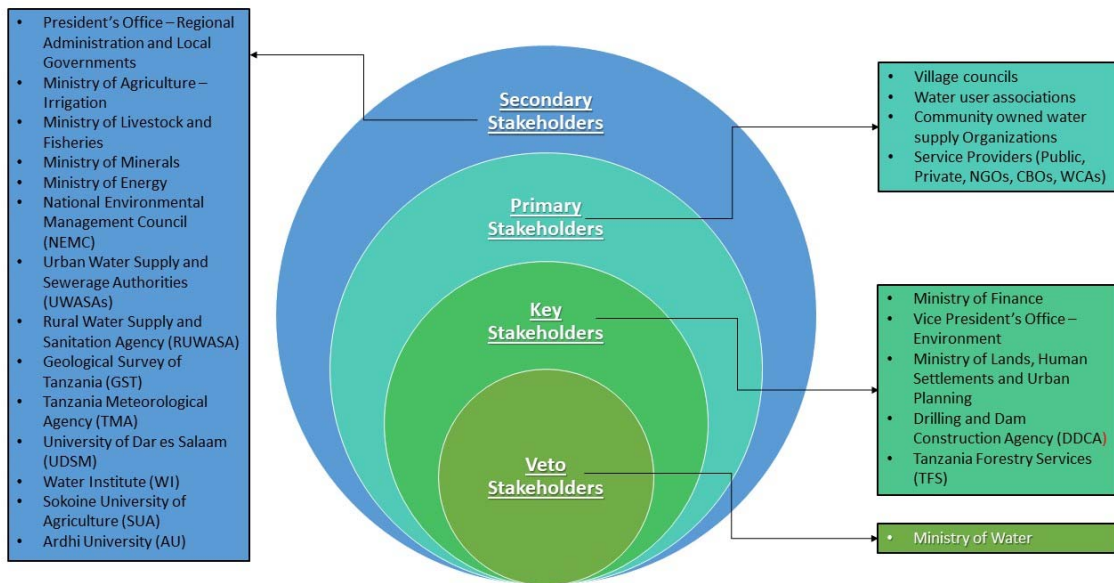 • President’s Office – Regional
Administration and Local
Governments
• Ministry of Agriculture –
Irrigation
• Ministry of Livestock and
Fisheries
• Ministry of Minerals
• Ministry of Energy
• National Environmental
Management Council
(NEMC)
• Urban Water Supply and
Sewerage Authorities
(UWASAs)
• Rural Water Supply and
Sanitation Agency (RUWASA)
• Geological Survey of
Tanzania (GST)
• Tanzania Meteorological
Agency (TMA)
• University of Dar es Salaam
(UDSM)
• Water Institute (WI)
• Sokoine University of
Agriculture (SUA)
• Ardhi University (AU)
Secondary
Stakeholders
Primary
Stakeholders
Key
Stakeholders
Veto
Stakeholders
• Village councils
• Water user associations
• Community owned water
supply Organizations
• Service Providers (Public,
Private, NGOs, CBOs, WCAs)
• Ministry of Finance
• Vice President’s Office –
Environment
• Ministry of Lands, Human
Settlements and Urban
Planning
• Drilling and Dam
Construction Agency (DDCA)
• Tanzania Forestry Services
(TFS)
• Ministry of Water